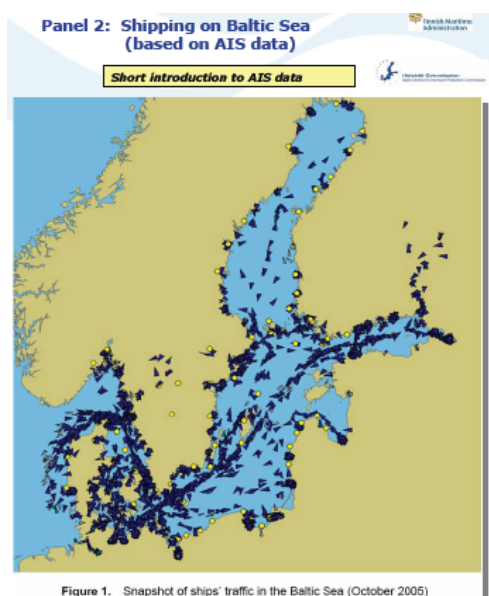 Panel 2: Shipping on Baltic Sea
(based on AIS data)
Finnish Maritime
Administration
Short introduction to AIS data
Helsinki Commission
Figure 1. Snapshot of ships' traffic in the Baltic Sea (October 2005)